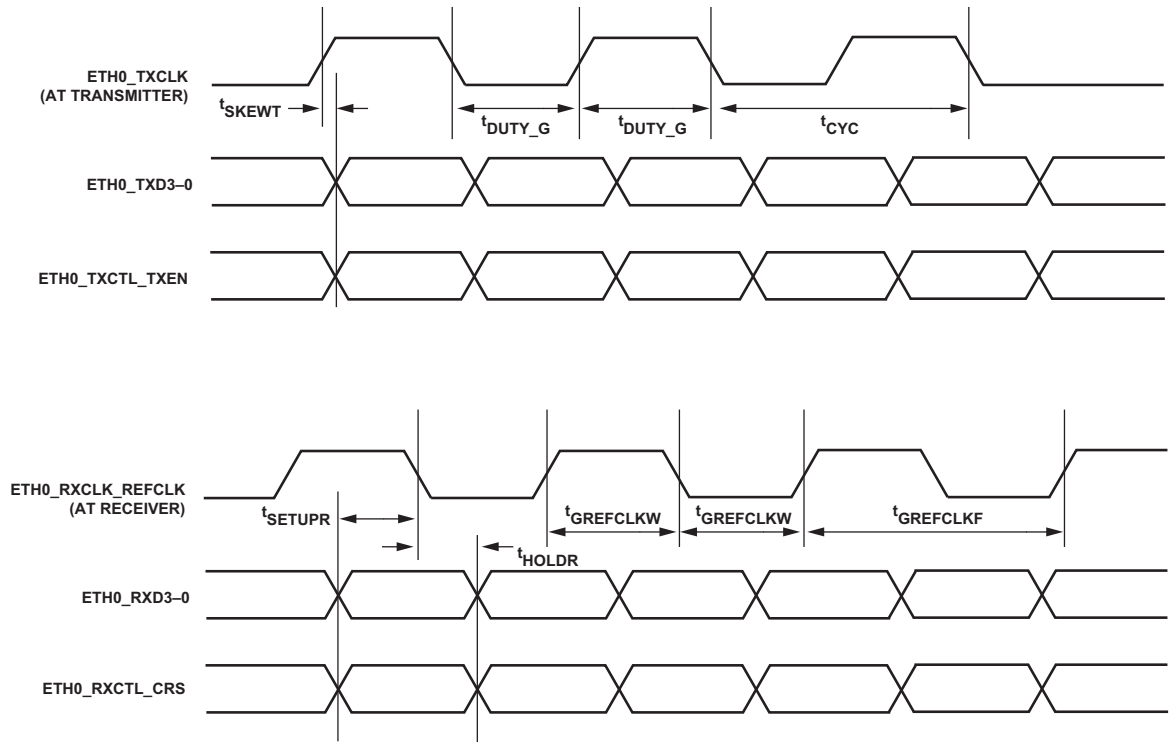 ETH0_TXCLK
(AT TRANSMITTER)
tSKEWT
tDUTY_G
tDUTY_G
tCYC
ETH0_TXD3–0
ETH0_TXCTL_TXEN
ETH0_RXCLK_REFCLK
(AT RECEIVER)
tSETUPR
tGREFCLKW
tGREFCLKW
tGREFCLKF
tHOLDR
ETH0_RXD3–0
ETH0_RXCTL_CRS